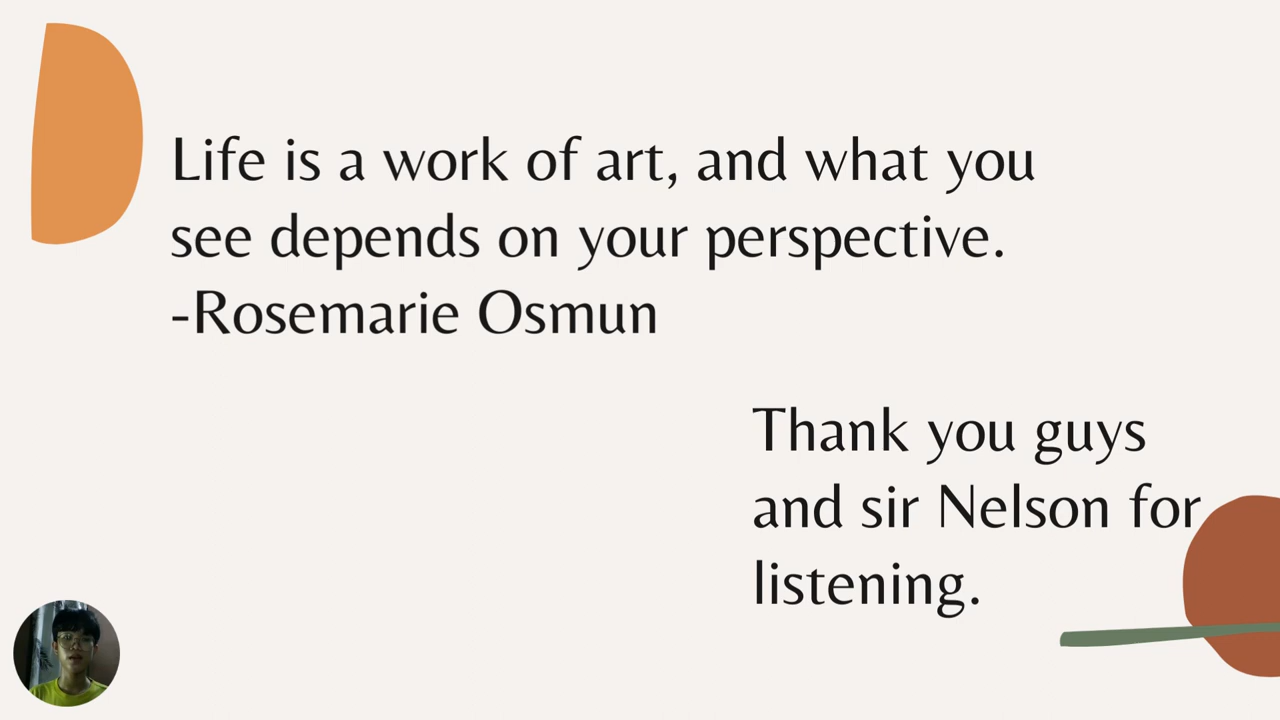 Life is a work of art, and what you
see depends on your perspective.
-Rosemarie Osmun
Thank you guys
and sir Nelson for
listening.